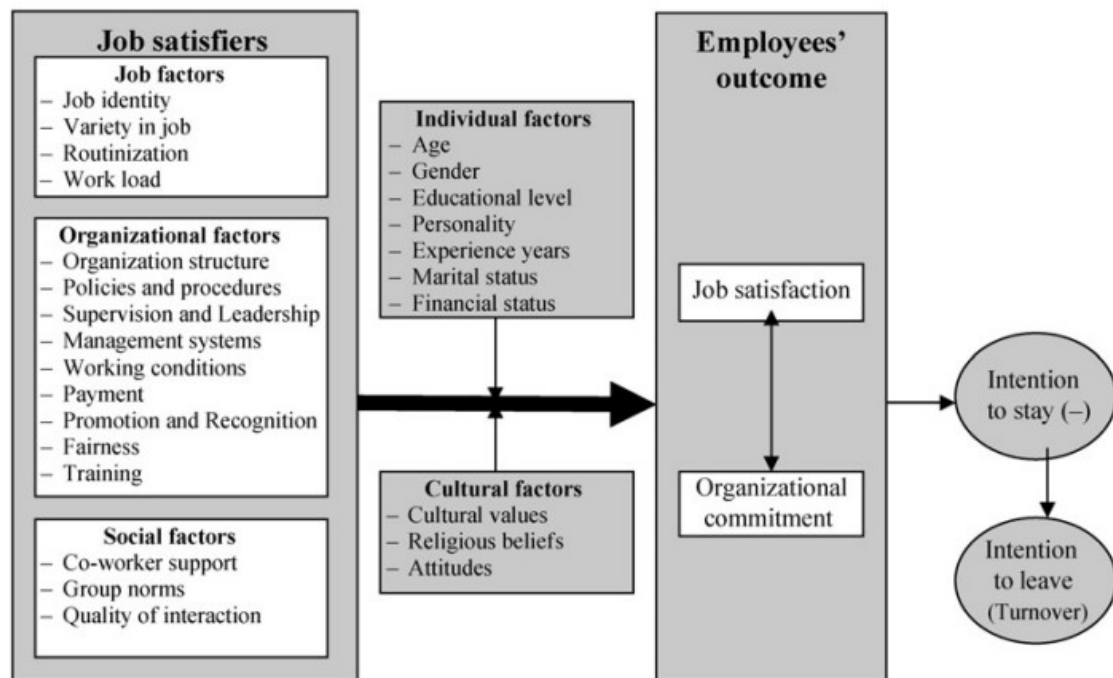 Job satisfiers
Job factors
– Job identity
– Variety in job
– Routinization
– Work load
Organizational factors
– Organization structure
– Policies and procedures
– Supervision and Leadership
– Management systems
– Working conditions
– Payment
– Promotion and Recognition
– Fairness
– Training
Social factors
– Co-worker support
– Group norms
– Quality of interaction
Individual factors
– Age
– Gender
– Educational level
– Personality
– Experience years
– Marital status
– Financial status
Cultural factors
– Cultural values
– Religious beliefs
– Attitudes
Employees’
outcome
Job satisfaction
Organizational
commitment
Intention
to stay (–)
Intention
to leave
(Turnover)